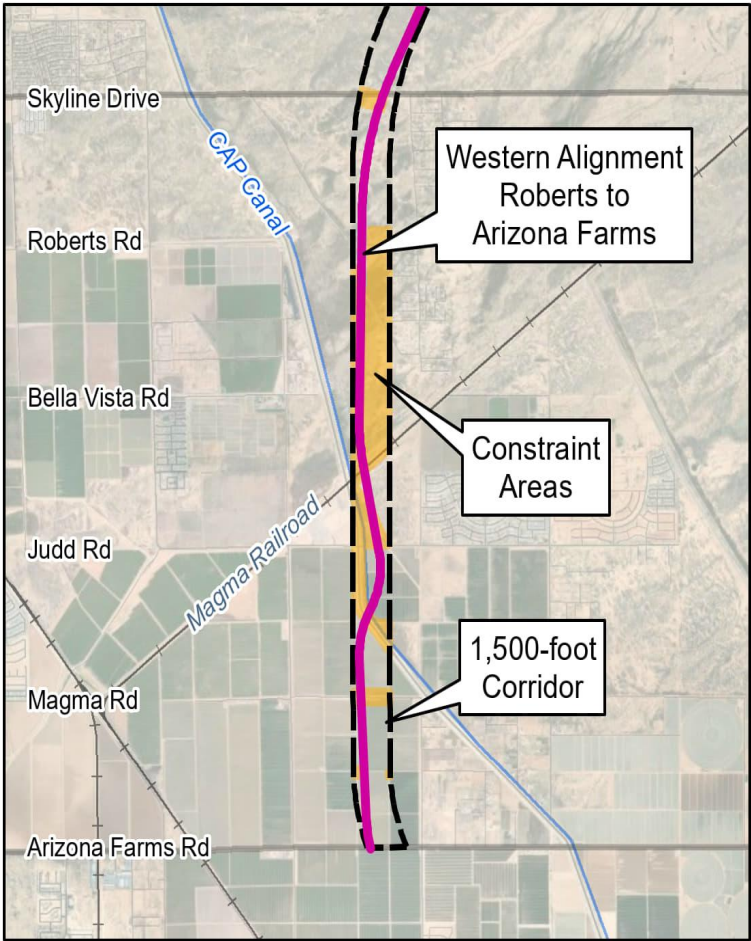 Skyline Drive
CAP Canal
Western Alignment
Roberts to
Arizona Farms
Roberts Rd
Bella Vista Rd
Constraint
Areas
Magma Railroad
Judd Rd
1,500-foot
Corridor
Magma Rd
Arizona Farms Rd